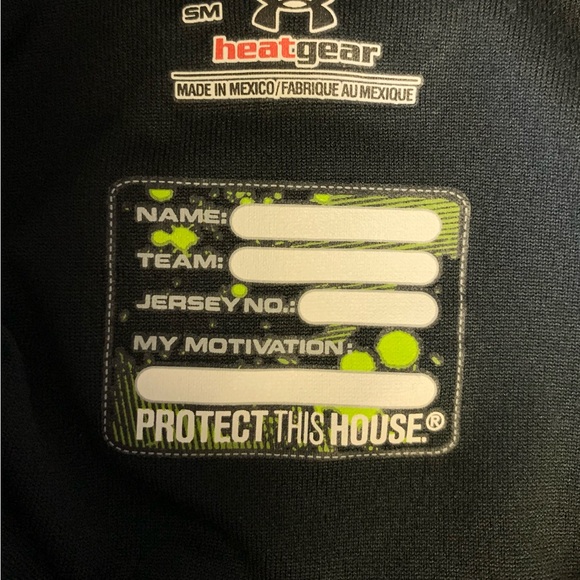 SM
heatgear
MADE IN MEXICO/FABRIQUE AU MEXIQUE
NAME:
TEAM:
JERSEY NO.:
MY MOTIVATION:
PROTECT THIS HOUSE.®